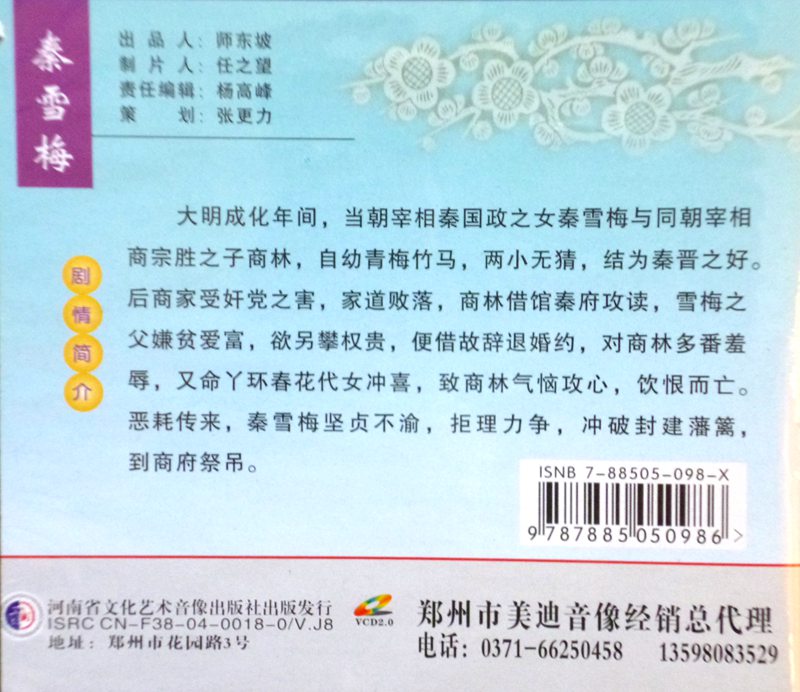 秦雪梅
出品人：师东坡
制片人：任之望
责任编辑：杨高峰
策划：张更力
剧情简介
大明成化年间，当朝宰相秦国政之女秦雪梅与同朝宰相
商宗胜之子商林，自幼青梅竹马，两小无猜，结为秦晋之好。
后商家受奸党之害，家道败落，商林借馆秦府攻读，雪梅之
父嫌贫爱富，欲另攀权贵，便借故辞退婚约，对商林多番羞
辱，又命丫环春花代女冲喜，致商林气恼攻心，饮恨而亡。
恶耗传来，秦雪梅坚贞不渝，拒理力争，冲破封建藩篱，
到商府祭吊。
ISNB 7-88505-098-X
9 787885 050986 >
河南省文化艺术音像出版社出版发行
ISRC CN-F38-04-0018-0/V.J8
地址：郑州市花园路3号
VCD2.0
郑州市美迪音像经销总代理
电话：0371-66250458 13598083529